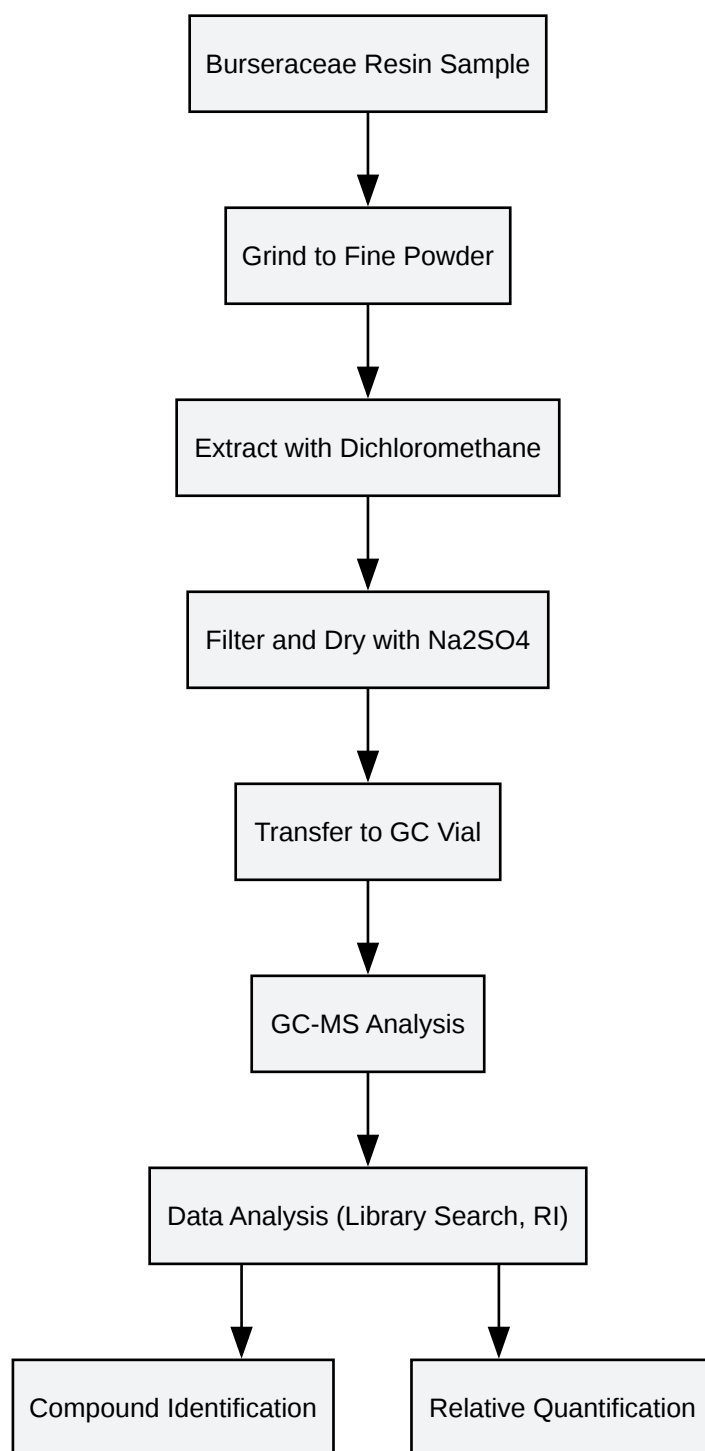 Burseraceae Resin Sample
Grind to Fine Powder
Extract with Dichloromethane
Filter and Dry with Na2SO4
Transfer to GC Vial
GC-MS Analysis
Data Analysis (Library Search, RI)
Compound Identification
Relative Quantification